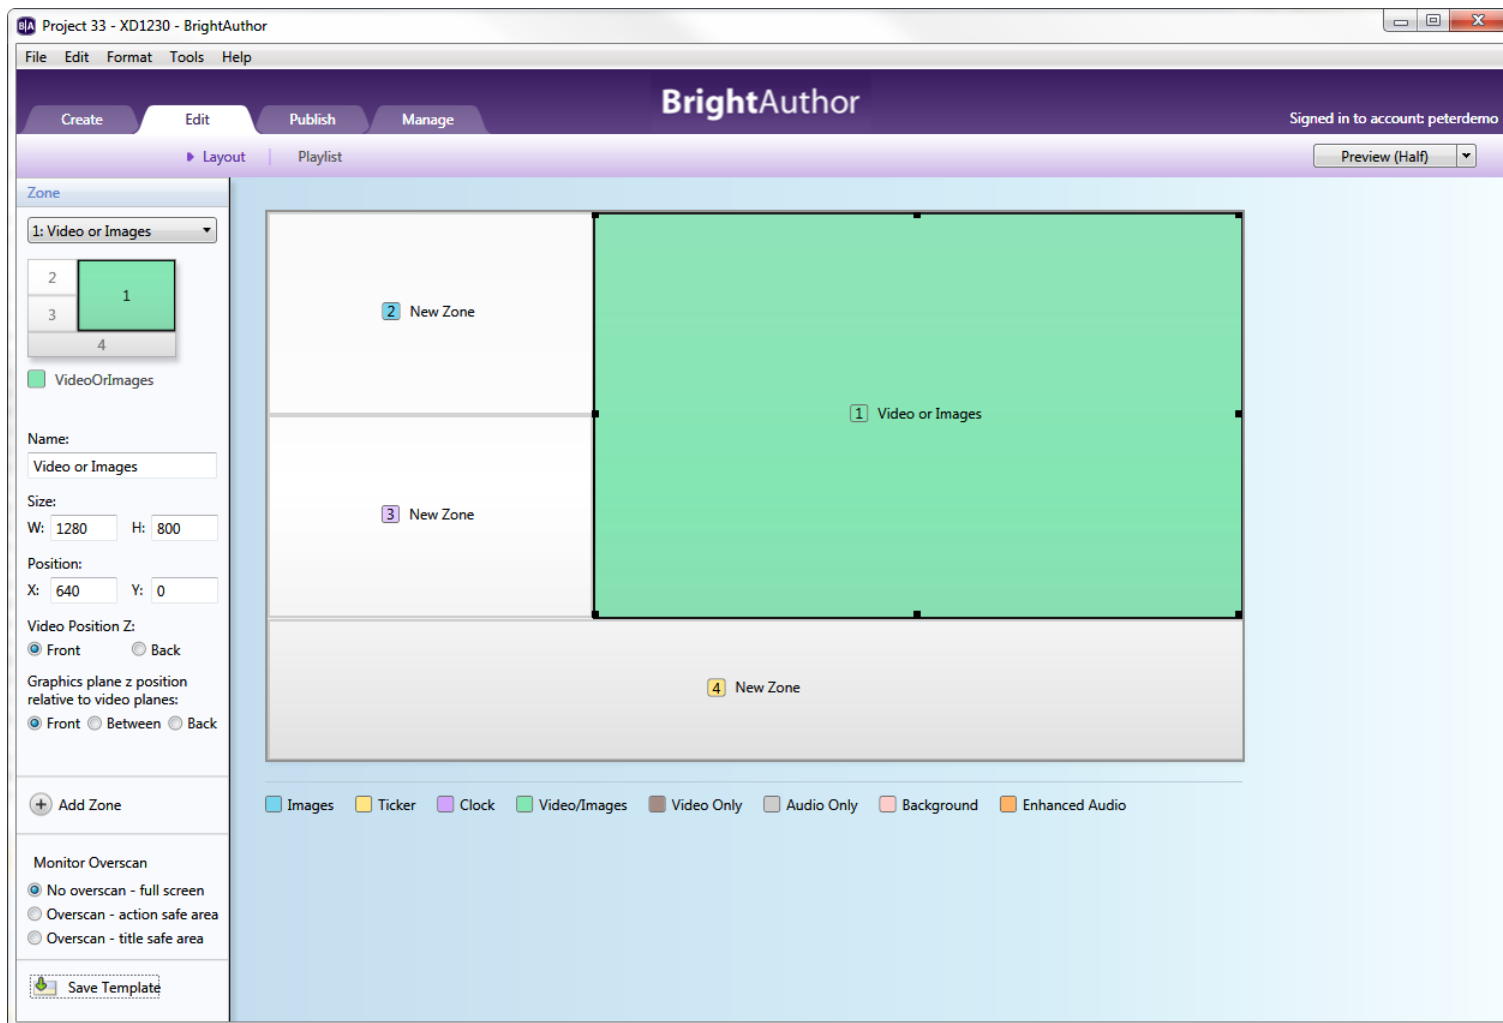 BA Project 33 - XD1230 - BrightAuthor
File Edit Format Tools Help
BrightAuthor
Create Edit Publish Manage
Signed in to account: peterdemo
Layout Playlist
Preview (Half)
Zone
1: Video or Images
2
1
3
4
VideoOrImages
Name:
Video or Images
Size:
W: 1280 H: 800
Position:
X: 640 Y: 0
Video Position Z:
Front Back
Graphics plane z position
relative to video planes:
Front Between Back
Add Zone
Monitor Overscan
No overscan - full screen
Overscan - action safe area
Overscan - title safe area
Save Template
2 New Zone
1 Video or Images
3 New Zone
4 New Zone
Images Ticker Clock Video/Images Video Only Audio Only Background Enhanced Audio